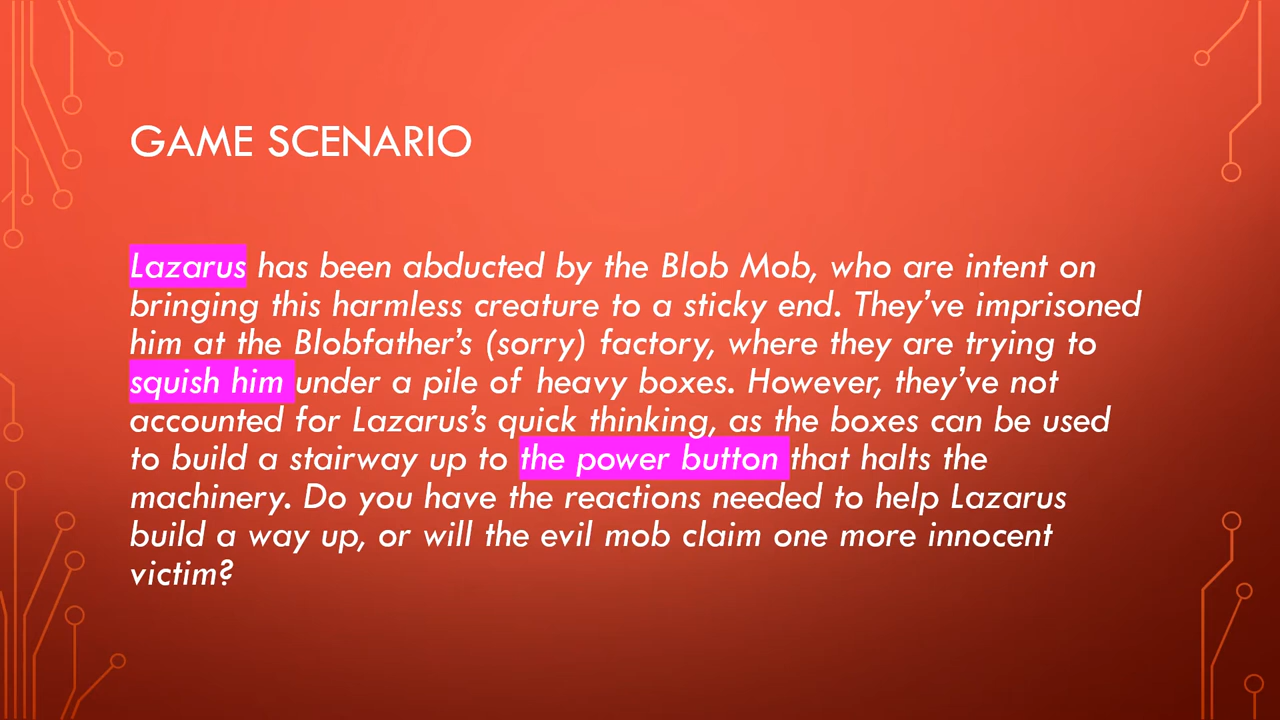 GAME SCENARIO
Lazarus has been abducted by the Blob Mob, who are intent on
bringing this harmless creature to a sticky end. They’ve imprisoned
him at the Blobfather’s (sorry) factory, where they are trying to
squish him under a pile of heavy boxes. However, they’ve not
accounted for Lazarus’s quick thinking, as the boxes can be used
to build a stairway up to the power button that halts the
machinery. Do you have the reactions needed to help Lazarus
build a way up, or will the evil mob claim one more innocent
victim?